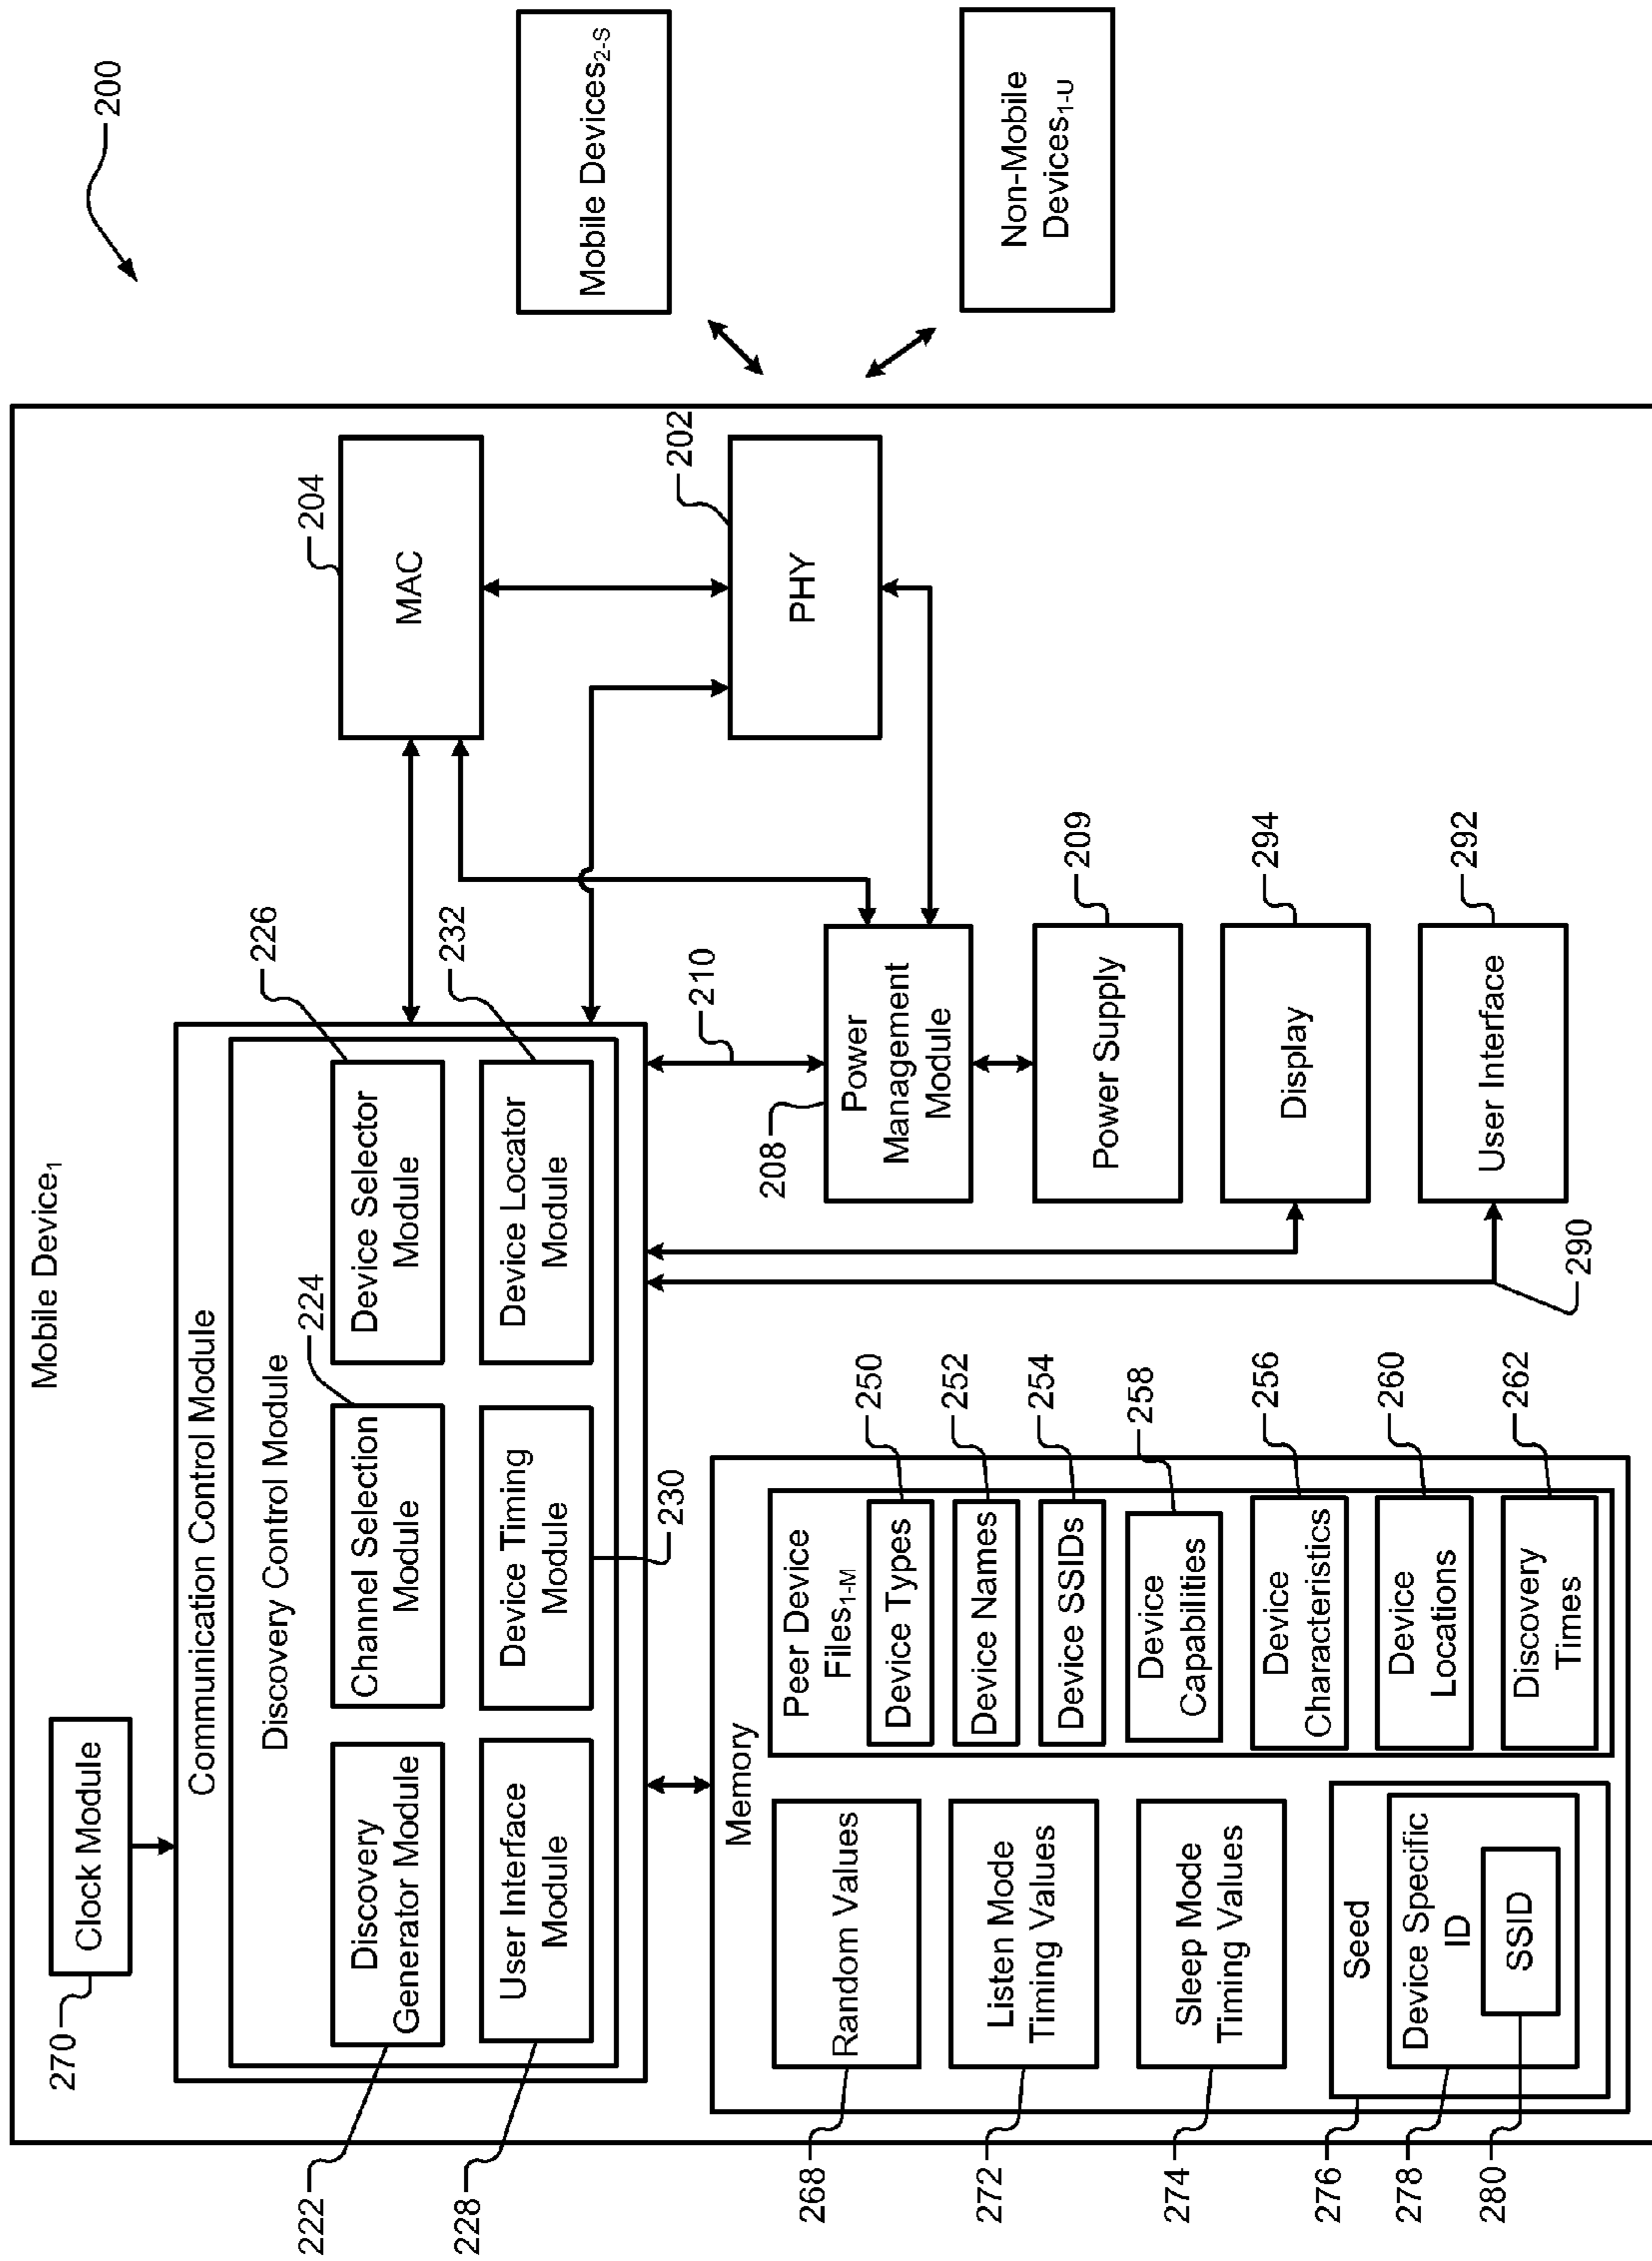 200
Mobile Device1
Mobile Devices2-S
Non-Mobile
Devices1-U
270
Clock Module
Communication Control Module
Discovery Control Module
222
Discovery
Generator Module
224
Channel Selection
Module
226
Device Selector
Module
228
User Interface
Module
230
Device Timing
Module
232
Device Locator
Module
204
MAC
202
PHY
210
208
Power
Management
Module
209
Power Supply
294
Display
292
User Interface
290
Memory
268
Random Values
272
Listen Mode
Timing Values
274
Sleep Mode
Timing Values
276
Seed
278
Device Specific
ID
280
SSID
Peer Device
Files1-M
250
Device Types
252
Device Names
254
Device SSIDs
258
Device
Capabilities
256
Device
Characteristics
260
Device
Locations
262
Discovery
Times